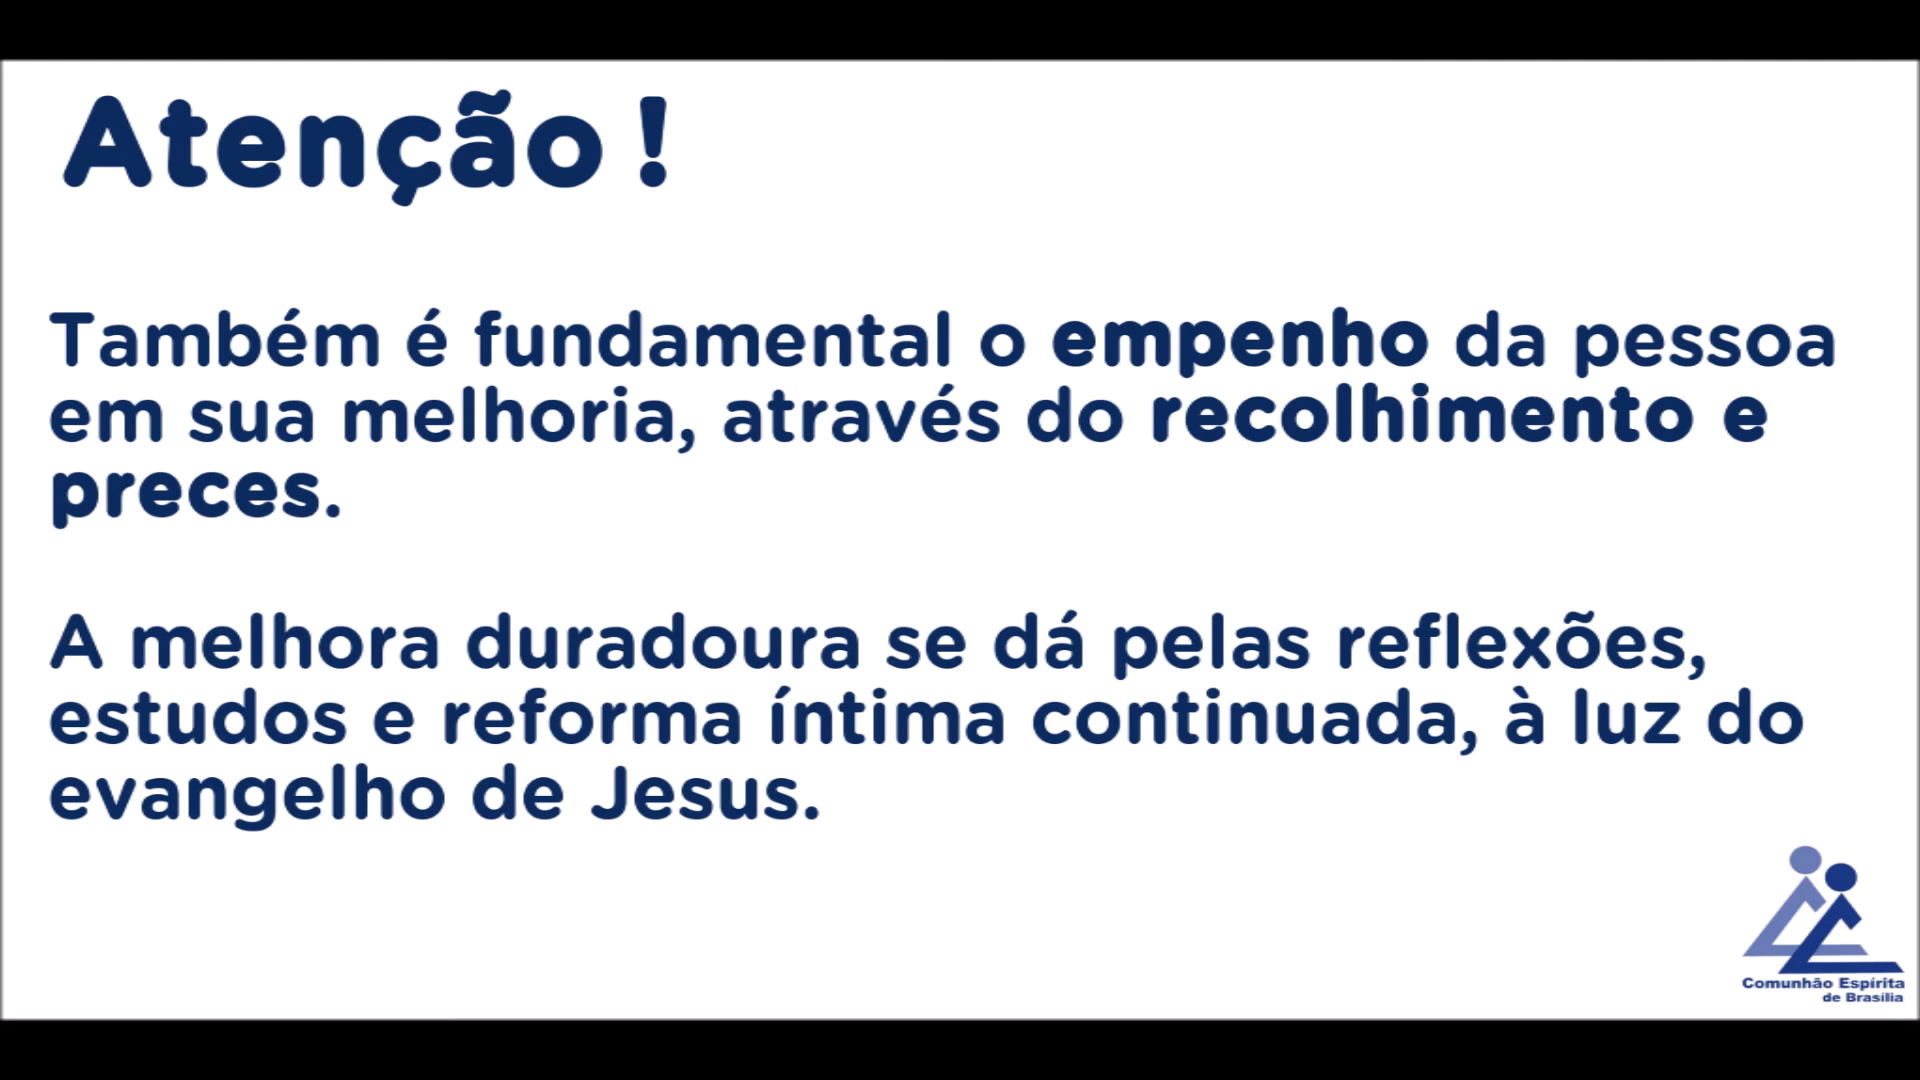 Atenção !
Também é fundamental o empenho da pessoa
em sua melhoria, através do recolhimento e
preces.
A melhora duradoura se dá pelas reflexões,
estudos e reforma íntima continuada, à luz do
evangelho de Jesus.
Comunhão Espírita
de Brasília